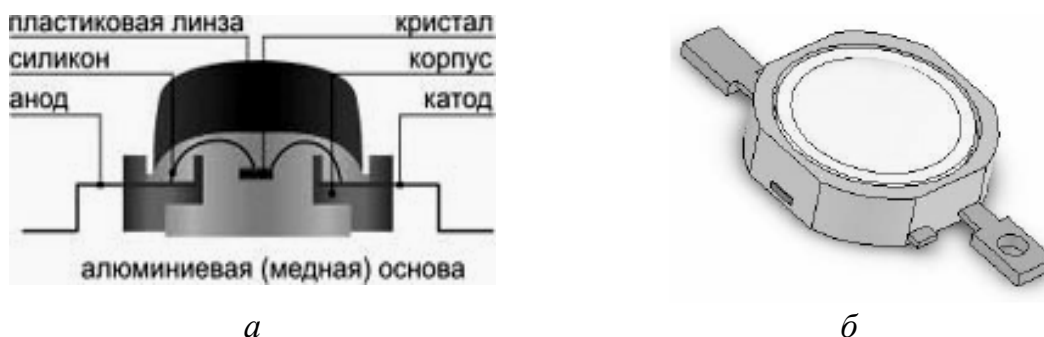 пластиковая линза
кристал
силикон
корпус
анод
катод
алюминиевая (медная) основа
а
б